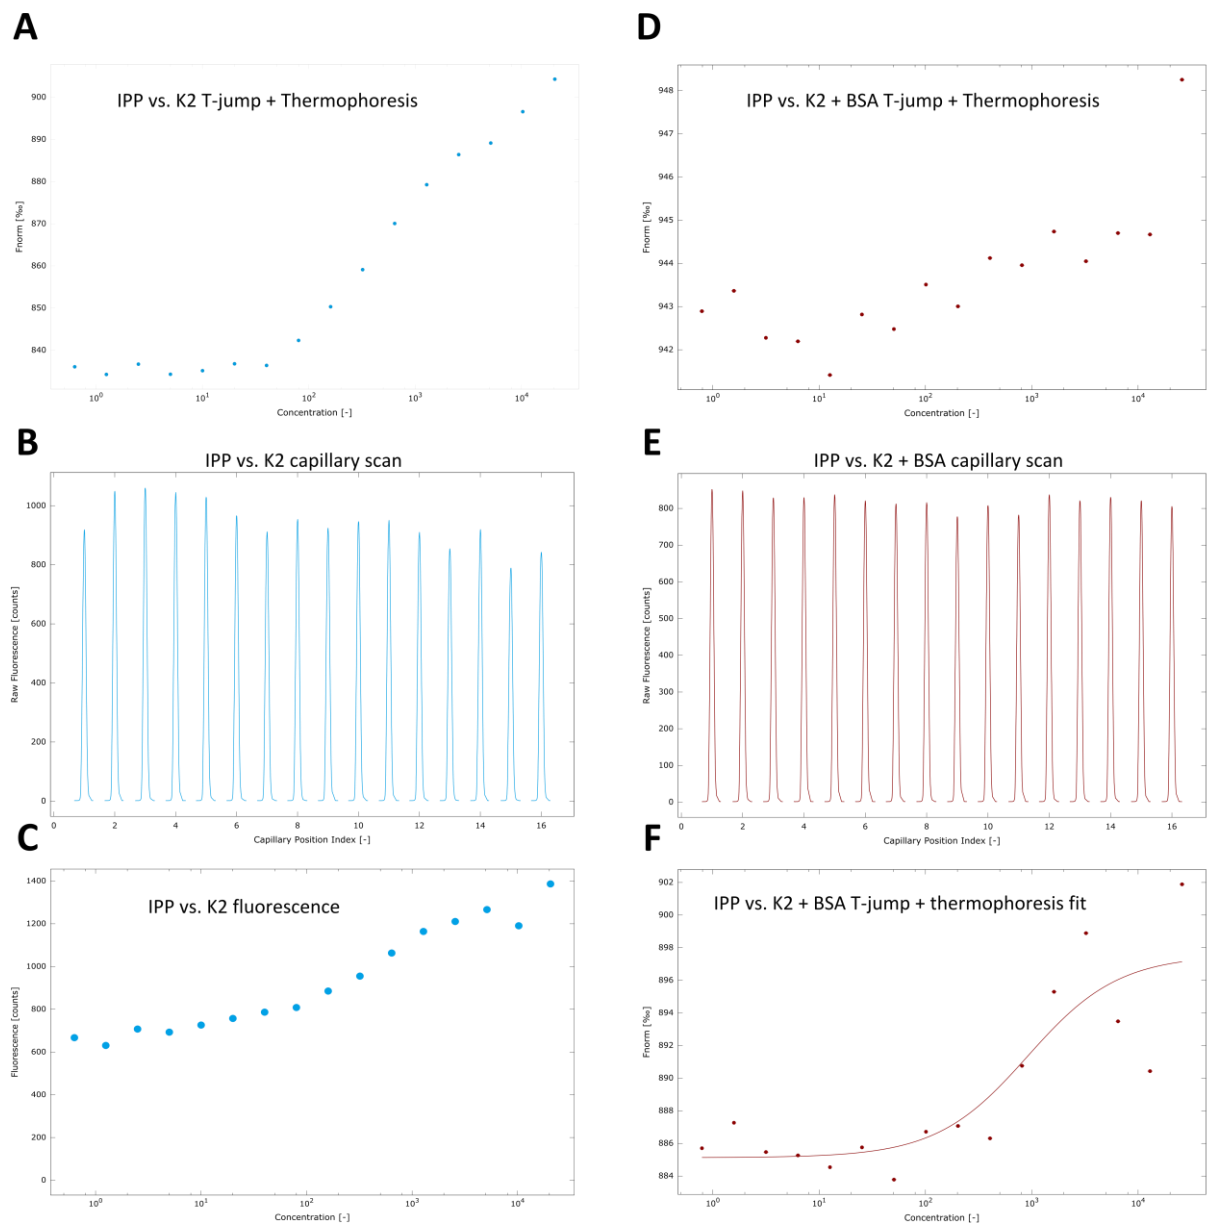 A
IPP vs. K2 T-jump + Thermophoresis
900
890
880
870
860
850
840
Fnorm [‰]
10⁰ 10¹ 10² 10³ 10⁴
Concentration [-]
B
IPP vs. K2 capillary scan
1000
800
600
400
200
0
Raw Fluorescence [counts]
0 2 4 6 8 10 12 14 16
Capillary Position Index [-]
C
IPP vs. K2 fluorescence
1400
1200
1000
800
600
400
200
0
Fluorescence [counts]
10⁰ 10¹ 10² 10³ 10⁴
Concentration [-]
D
IPP vs. K2 + BSA T-jump + Thermophoresis
948
947
946
945
944
943
942
Fnorm [‰]
10⁰ 10¹ 10² 10³ 10⁴
Concentration [-]
E
IPP vs. K2 + BSA capillary scan
800
700
600
500
400
300
200
100
0
Raw Fluorescence [counts]
0 2 4 6 8 10 12 14 16
Capillary Position Index [-]
F
IPP vs. K2 + BSA T-jump + thermophoresis fit
902
900
898
896
894
892
890
888
886
884
Fnorm [‰]
10⁰ 10¹ 10² 10³ 10⁴
Concentration [-]